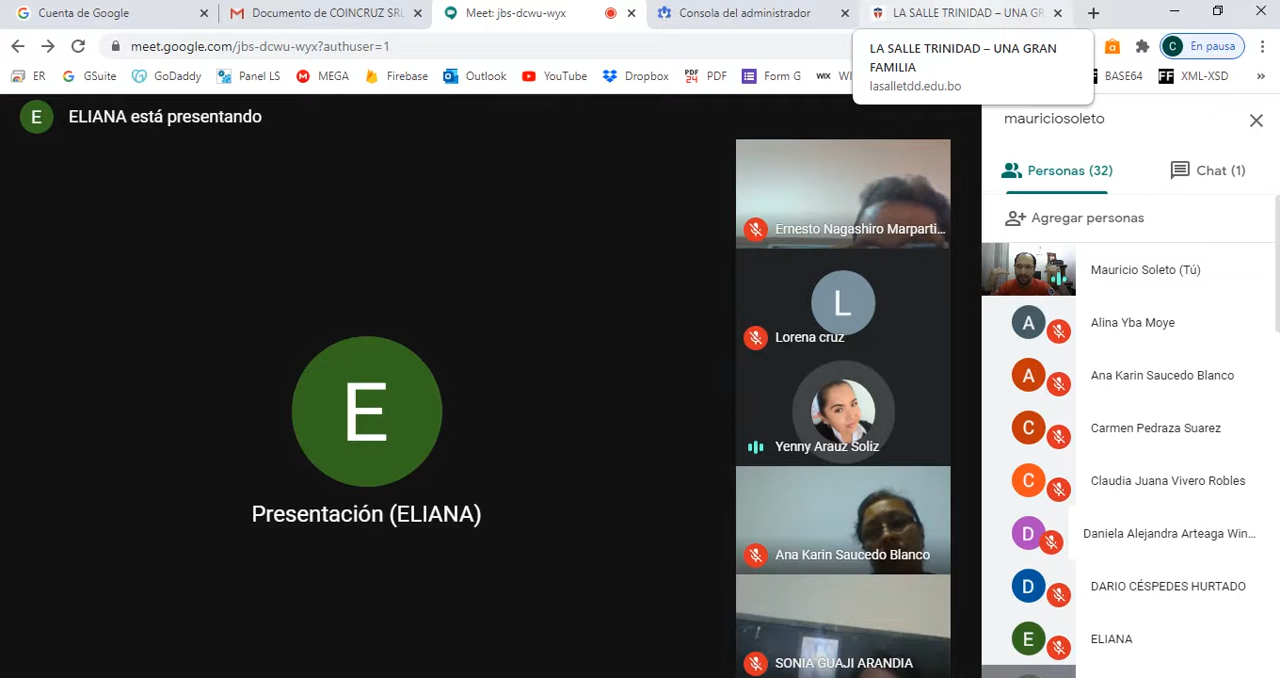 Cuenta de Google
Documento de COINCRUZ SRL
Meet: jbs-dcwu-wyx
Consola del administrador
LA SALLE TRINIDAD – UNA GR
meet.google.com/jbs-dcwu-wyx?authuser=1
LA SALLE TRINIDAD – UNA GRAN
FAMILIA
lasalletdd.edu.bo
C En pausa
ER
GSuite
GoDaddy
Panel LS
MEGA
Firebase
Outlook
YouTube
Dropbox
PDF
Form G
WIX
FF BASE64
FF XML-XSD
E ELIANA está presentando
E
Presentación (ELIANA)
Ernesto Nagashiro Marparti...
L
Lorena cruz
Yenny Arauz Soliz
Ana Karin Saucedo Blanco
SONIA GUAJI ARANDIA
mauriciosoleto
Personas (32)
Chat (1)
Agregar personas
Mauricio Soleto (Tú)
A Alina Yba Moye
A Ana Karin Saucedo Blanco
C Carmen Pedraza Suarez
C Claudia Juana Vivero Robles
D Daniela Alejandra Arteaga Win...
D DARIO CÉSPEDES HURTADO
E ELIANA